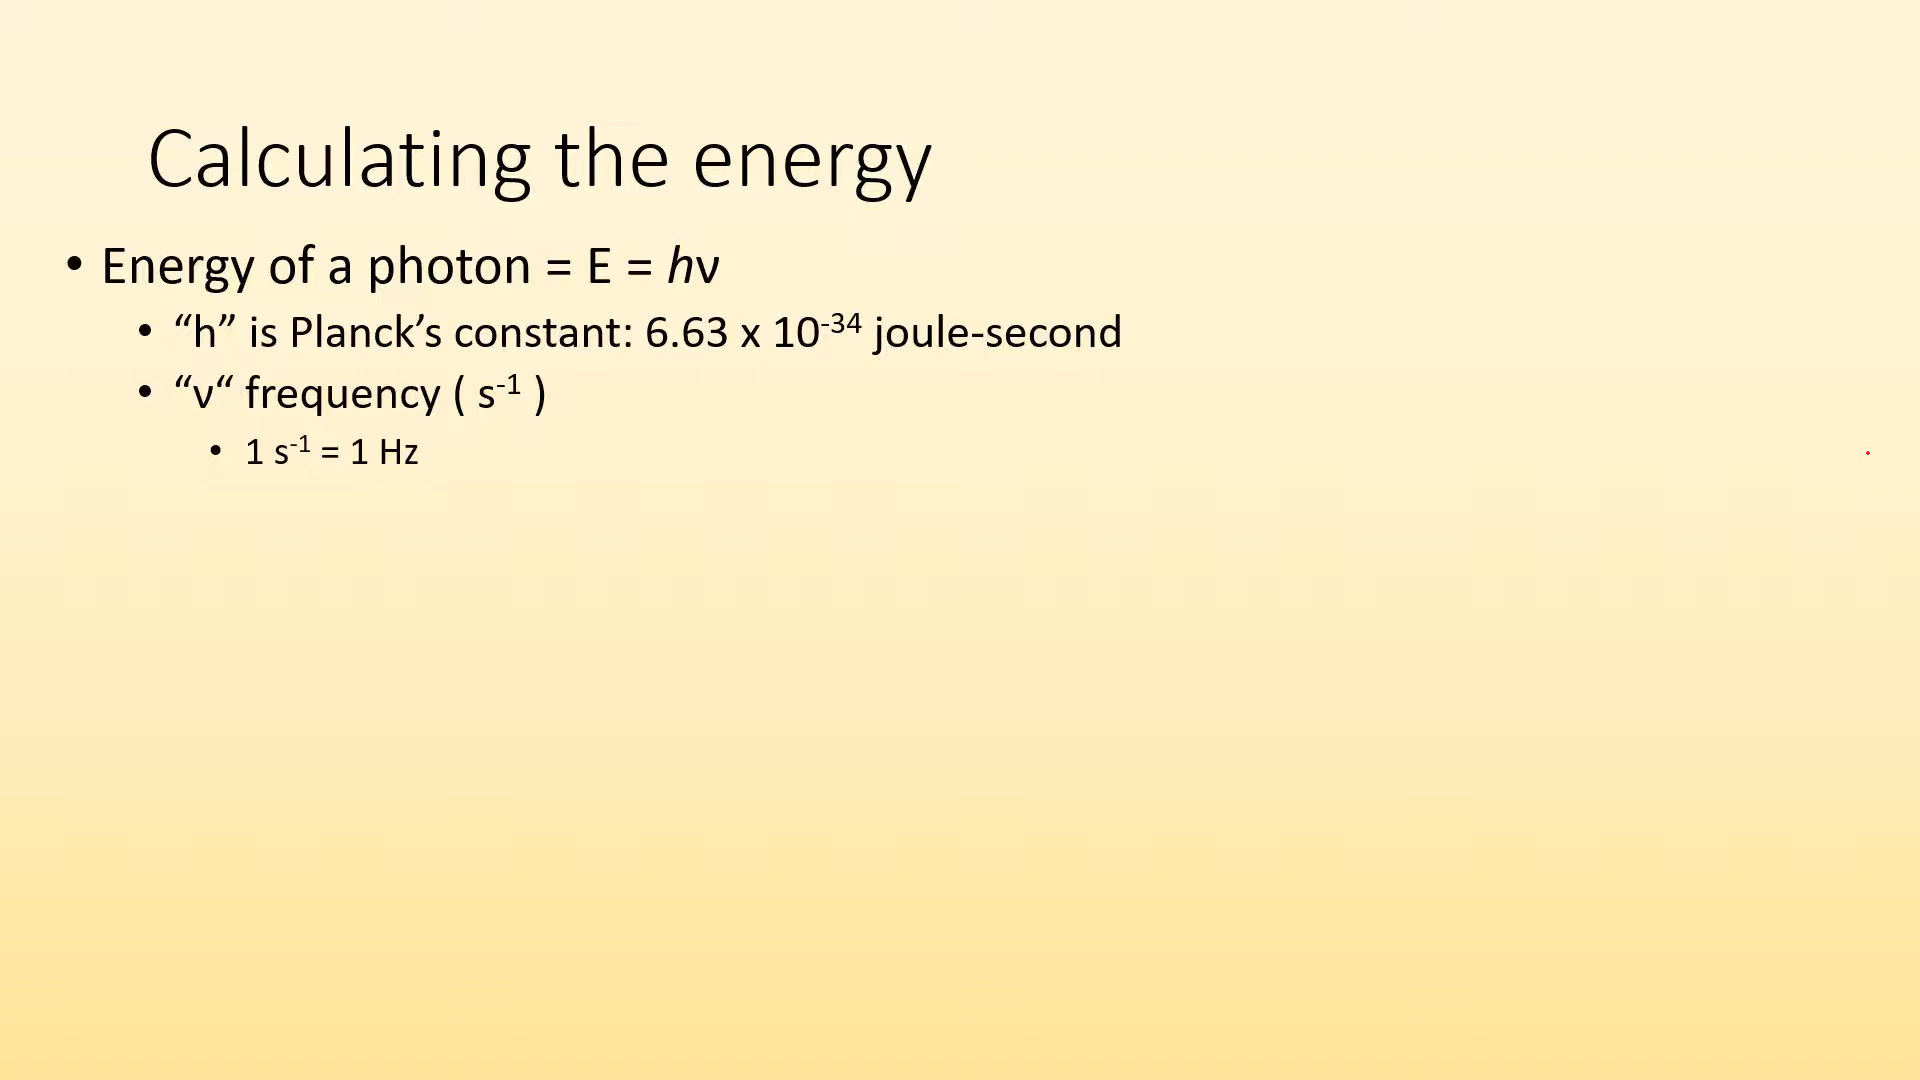 Calculating the energy
• Energy of a photon = E = hν
• “h” is Planck’s constant: 6.63 x 10⁻³⁴ joule-second
• “ν“ frequency ( s⁻¹ )
• 1 s⁻¹ = 1 Hz